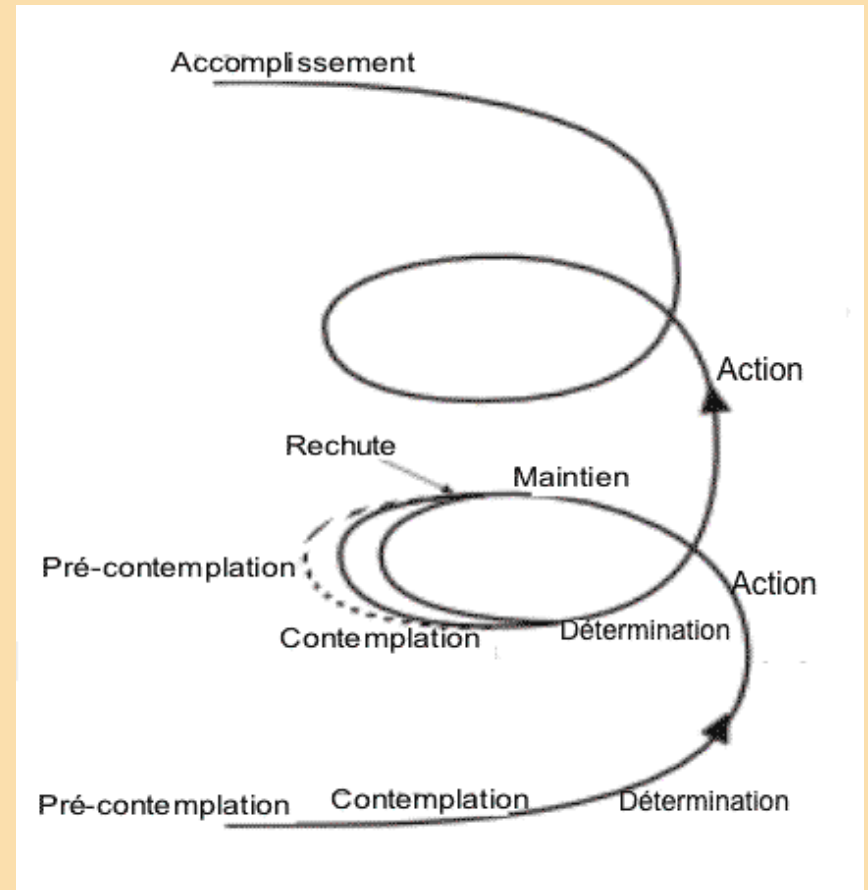 Accomplissement
Action
Rechute
Maintien
Pré-contemplation
Action
Contemplation
Détermination
Pré-contemplation
Contemplation
Détermination